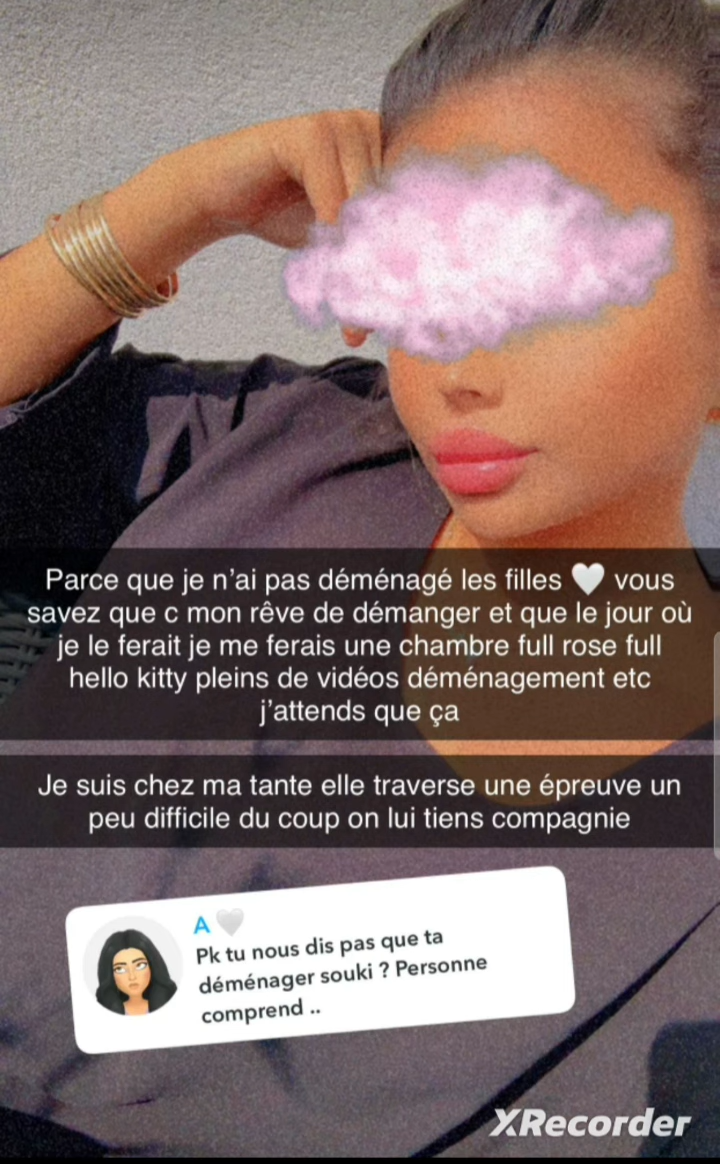 Parce que je n'ai pas déménagé les filles 🤍 vous
savez que c mon rêve de démanger et que le jour où
je le ferait je me ferais une chambre full rose full
hello kitty pleins de vidéos déménagement etc
j'attends que ça
Je suis chez ma tante elle traverse une épreuve un
peu difficile du coup on lui tiens compagnie
A 🤍
Pk tu nous dis pas que ta
déménager souki ? Personne
comprend ..
XRecorder